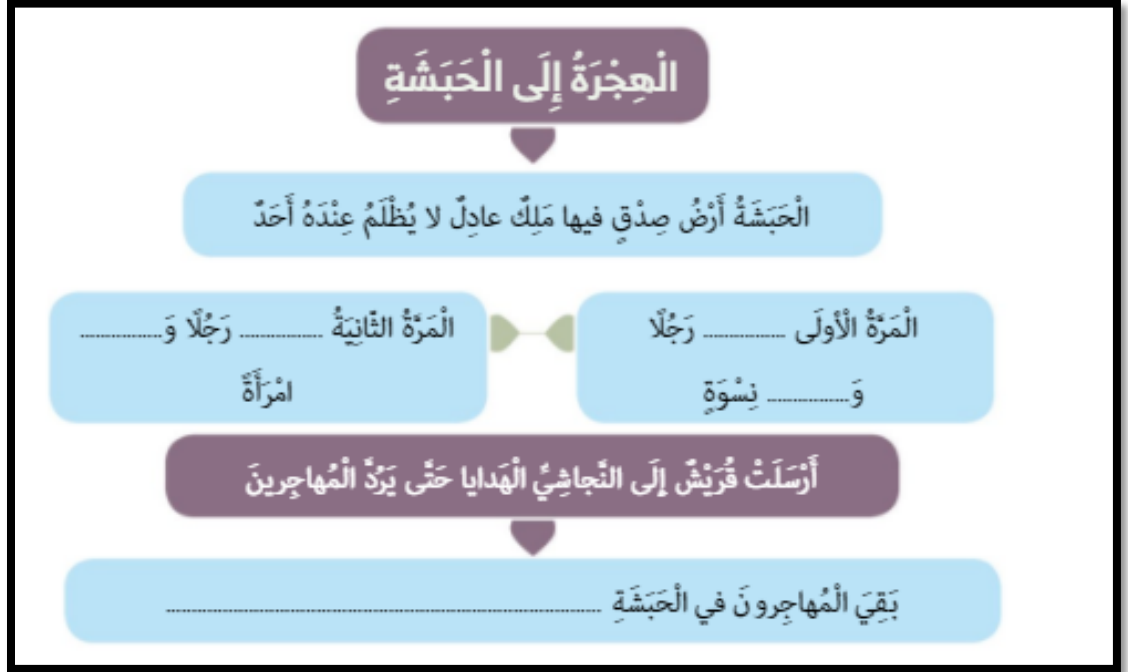 الْهِجْرَةُ إِلَى الْحَبَشَةِ
الْحَبَشَةُ أَرْضُ صِدْقٍ فيها مَلِكٌ عادِلٌ لا يُظْلَمُ عِنْدَهُ أَحَدٌ
الْمَرَّةُ الْأولَى ................ رَجُلًا
وَ................ نِسْوَةٍ
الْمَرَّةُ الثّانِيَةُ ................ رَجُلًا وَ................
امْرَأَةً
أَرْسَلَتْ قُرَيْشٌ إِلَى النَّجاشِيِّ الْهَدايا حَتَّى يَرُدَّ الْمُهاجِرينَ
بَقِيَ الْمُهاجِرونَ في الْحَبَشَةِ ................................................................................